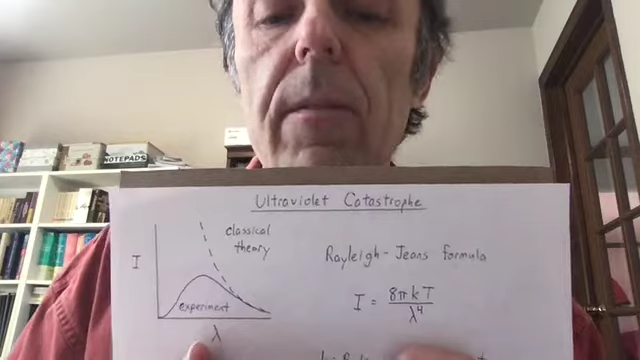 NOTEPADS
Ultraviolet Catastrophe
classical
theory
I
experiment
λ
Rayleigh-Jeans formula
I = 8πkT / λ⁴